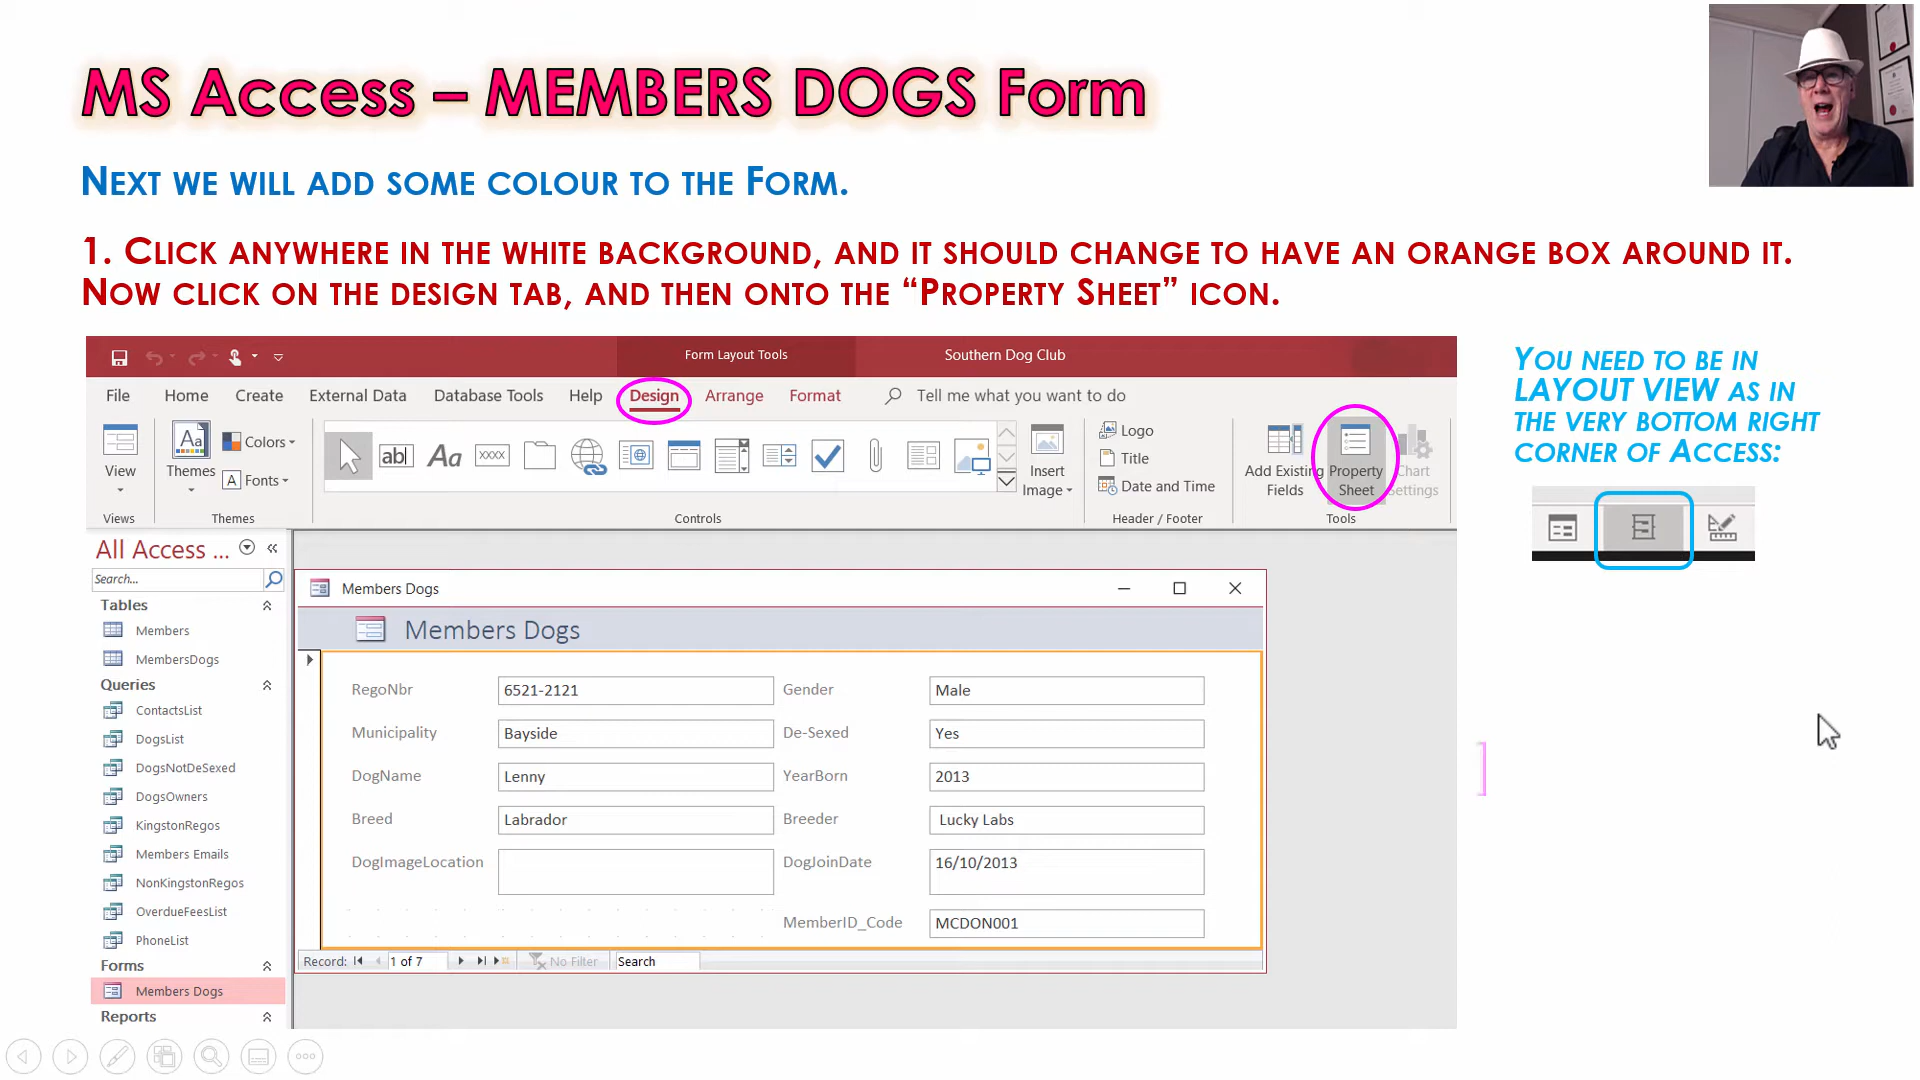 MS Access – MEMBERS DOGS Form
Next we will add some colour to the Form.
1. Click anywhere in the white background, and it should change to have an orange box around it.
Now click on the design tab, and then onto the “Property Sheet” icon.
Form Layout Tools
Southern Dog Club
File
Home
Create
External Data
Database Tools
Help
Design
Arrange
Format
Tell me what you want to do
View
Themes
Colors
Fonts
ab
Aa
XXXX
Insert
Image
Logo
Title
Date and Time
Add Existing
Fields
Property
Sheet
Chart
Settings
Views
Themes
Controls
Header / Footer
Tools
You need to be in
LAYOUT VIEW as in
the very bottom right
corner of Access:
All Access ...
Search...
Tables
Members
MembersDogs
Queries
ContactsList
DogsList
DogsNotDeSexed
DogsOwners
KingstonRegos
Members Emails
NonKingstonRegos
OverdueFeesList
PhoneList
Forms
Members Dogs
Reports
Members Dogs
Members Dogs
RegoNbr 6521-2121 Gender Male
Municipality Bayside De-Sexed Yes
DogName Lenny YearBorn 2013
Breed Labrador Breeder Lucky Labs
DogImageLocation DogJoinDate 16/10/2013
MemberID_Code MCDON001
Record: 1 of 7 No Filter Search